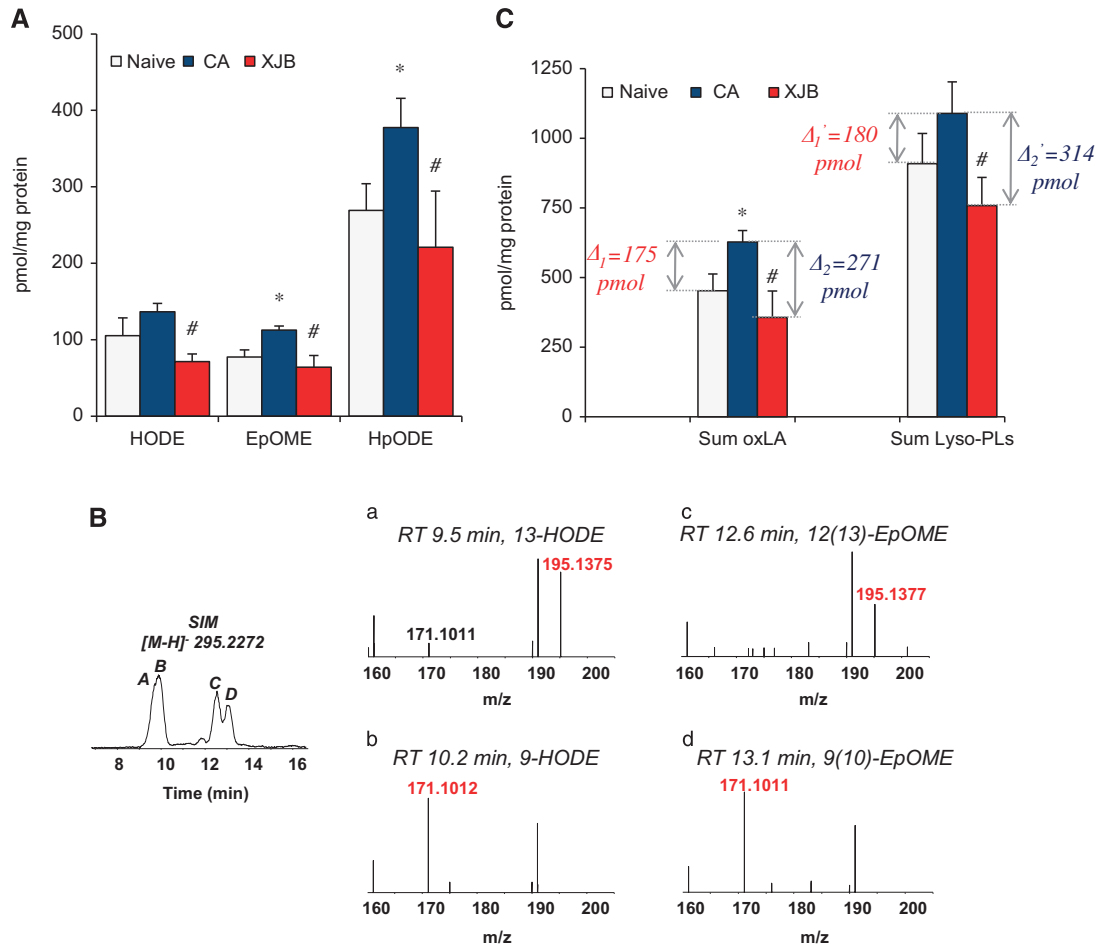 A
500
400
300
200
100
0
pmol/mg protein
Naive CA XJB
*
#
*
#
#
HODE EpOME HpODE
C
1250
1000
750
500
250
0
pmol/mg protein
Naive CA XJB
Δ1'=180
pmol
#
Δ2'=314
pmol
*
Δ1=175
pmol
#
Δ2=271
pmol
Sum oxLA Sum Lyso-PLs
B
SIM
[M-H]- 295.2272
A B C D
8 10 12 14 16
Time (min)
a
RT 9.5 min, 13-HODE
195.1375
171.1011
160 170 180 190 200
m/z
c
RT 12.6 min, 12(13)-EpOME
195.1377
160 170 180 190 200
m/z
b
RT 10.2 min, 9-HODE
171.1012
160 170 180 190 200
m/z
d
RT 13.1 min, 9(10)-EpOME
171.1011
160 170 180 190 200
m/z